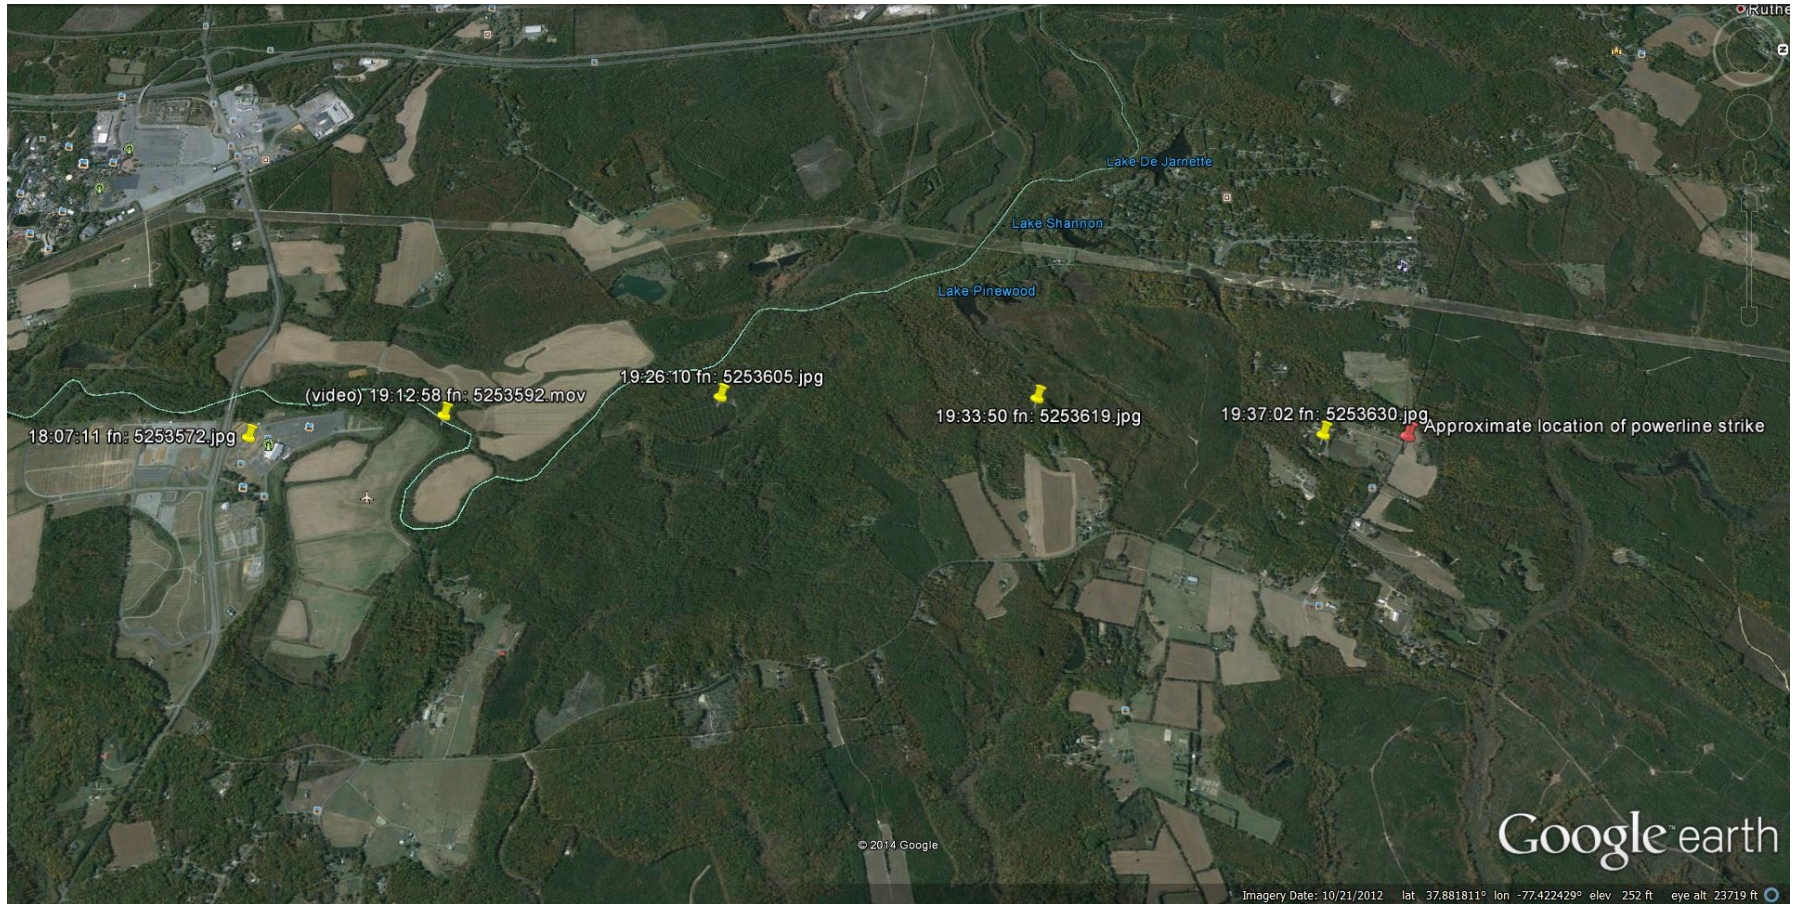 Ruthe
N
Lake De Jarnette
Lake Shannon
Lake Pinewood
19:26:10 fn: 5253605.jpg
(video) 19:12:58 fn: 5253592.mov
19:33:50 fn: 5253619.jpg
19:37:02 fn: 5253630.jpg
Approximate location of powerline strike
18:07:11 fn: 5253572.jpg
© 2014 Google
Google earth
Imagery Date: 10/21/2012 lat 37.881811° lon -77.422429° elev 252 ft eye alt 23719 ft